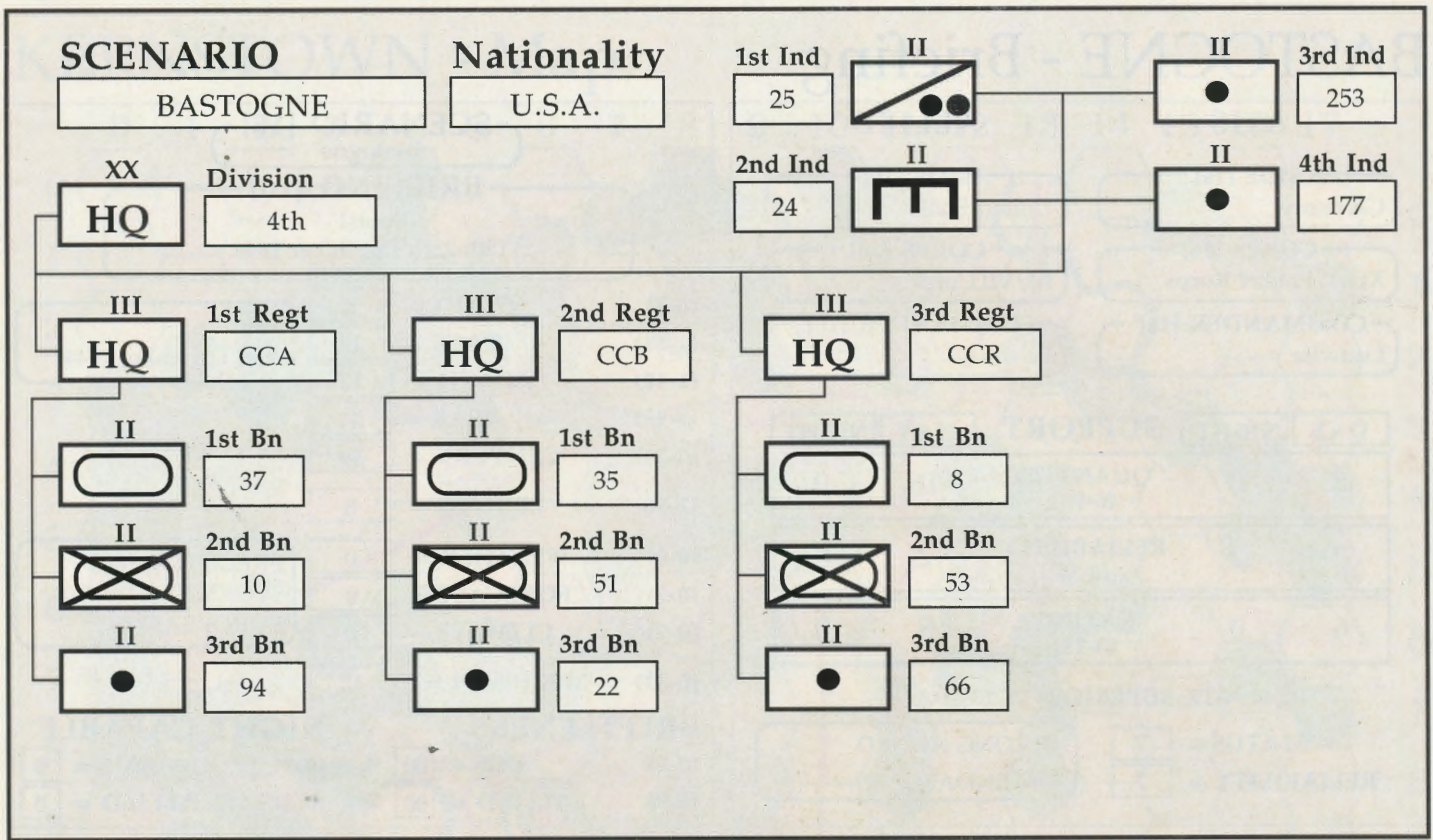 SCENARIO Nationality
BASTOGNE U.S.A.
1st Ind II II 3rd Ind
25 253
2nd Ind II II 4th Ind
24 177
XX Division
HQ 4th
III 1st Regt III 2nd Regt III 3rd Regt
HQ CCA HQ CCB HQ CCR
II 1st Bn II 1st Bn II 1st Bn
37 35 8
II 2nd Bn II 2nd Bn II 2nd Bn
10 51 53
II 3rd Bn II 3rd Bn II 3rd Bn
94 22 66